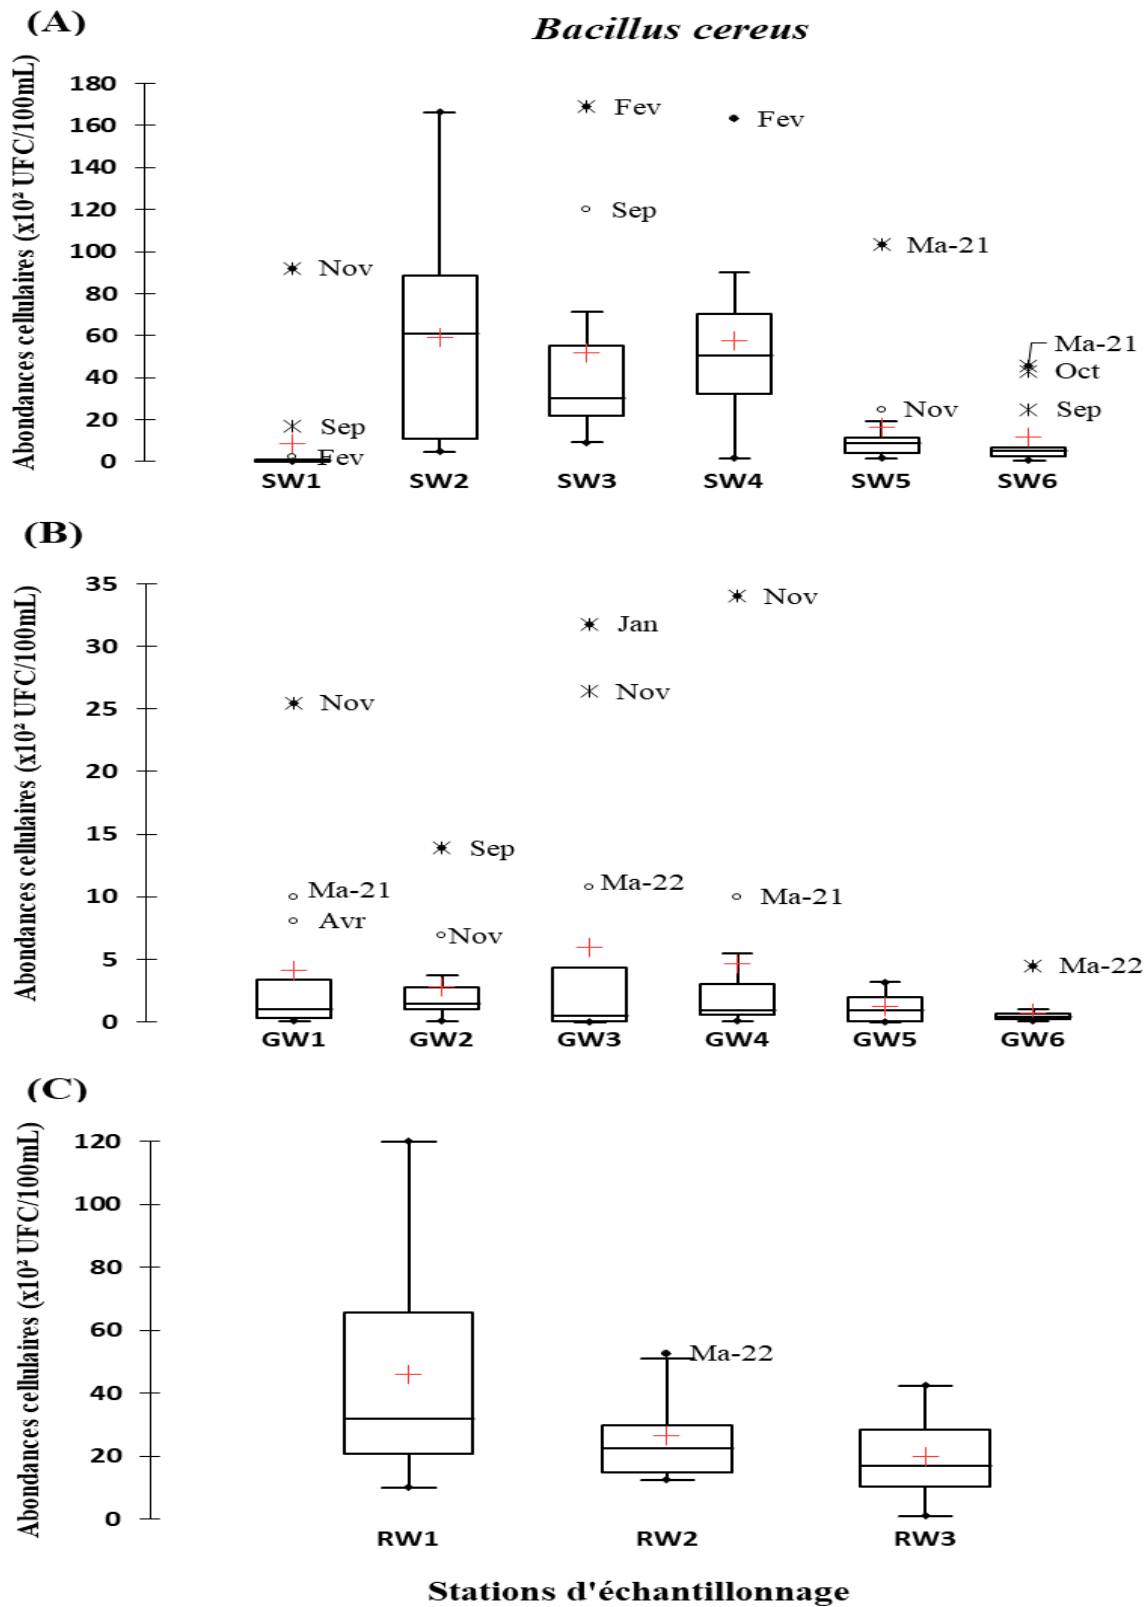 (A)
Bacillus cereus
Abondances cellulaires (x10² UFC/100mL)
180
160
140
120
100
80
60
40
20
0
Nov
Sep
Fev
Fev
Sep
Fev
Ma-21
Nov
Ma-21
Oct
Sep
SW1 SW2 SW3 SW4 SW5 SW6
(B)
Abondances cellulaires (x10² UFC/100mL)
35
30
25
20
15
10
5
0
Nov
Ma-21
Avr
Sep
Nov
Jan
Nov
Ma-22
Nov
Ma-21
Ma-22
GW1 GW2 GW3 GW4 GW5 GW6
(C)
Abondances cellulaires (x10² UFC/100mL)
120
100
80
60
40
20
0
Ma-22
RW1 RW2 RW3
Stations d'échantillonnage